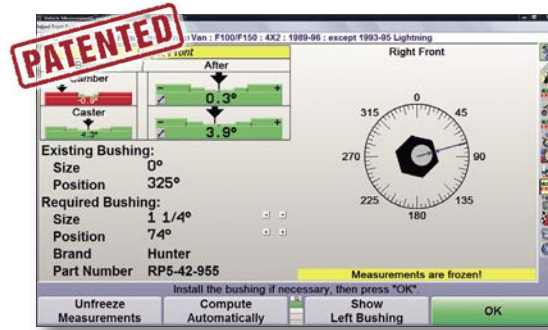 PATENTED
Van : F100/F150 : 4X2 : 1989-96 : except 1993-95 Lightning
Front
Right Front
After
Camber
-0.9°
0.3°
Caster
4.3°
3.9°
0
315
45
270
90
225
135
180
Existing Bushing:
Size 0°
Position 325°
Required Bushing:
Size 1 1/4°
Position 74°
Brand Hunter
Part Number RP5-42-955
Measurements are frozen!
Install the bushing if necessary, then press "OK".
Unfreeze Measurements
Compute Automatically
Show Left Bushing
OK